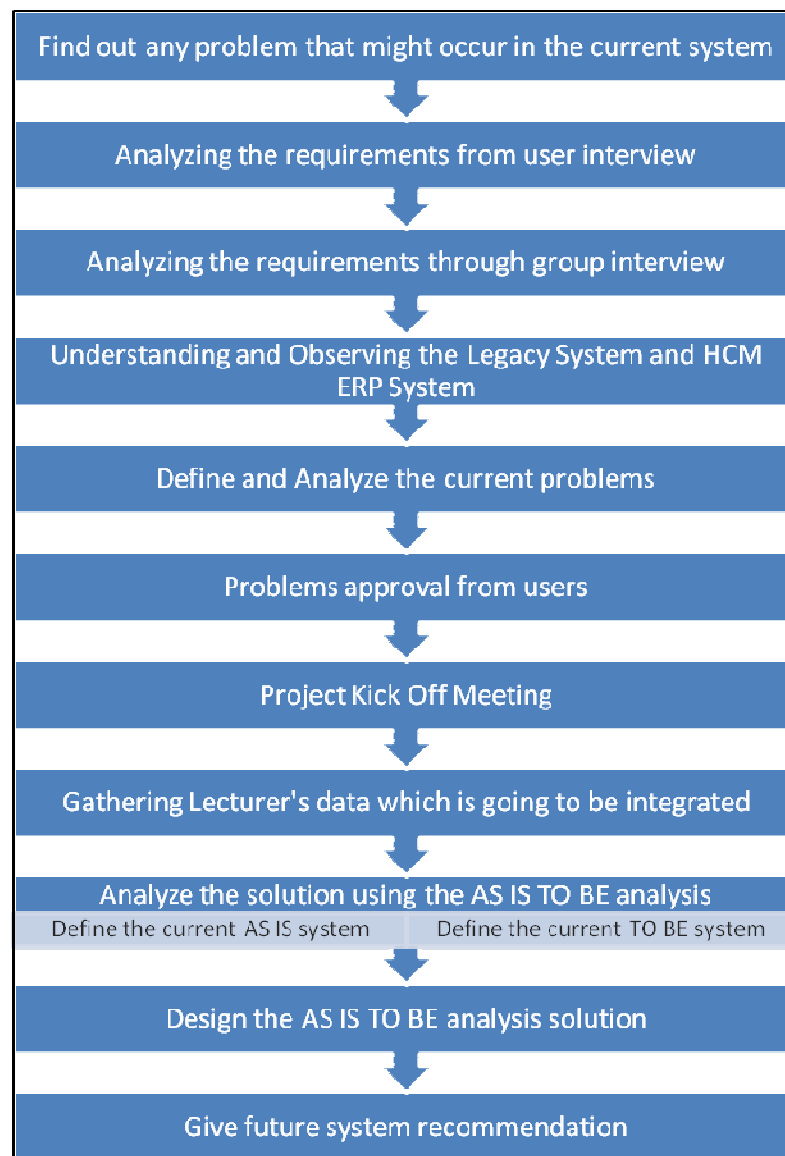 Find out any problem that might occur in the current system
Analyzing the requirements from user interview
Analyzing the requirements through group interview
Understanding and Observing the Legacy System and HCM
ERP System
Define and Analyze the current problems
Problems approval from users
Project Kick Off Meeting
Gathering Lecturer's data which is going to be integrated
Analyze the solution using the AS IS TO BE analysis
Define the current AS IS system
Define the current TO BE system
Design the AS IS TO BE analysis solution
Give future system recommendation